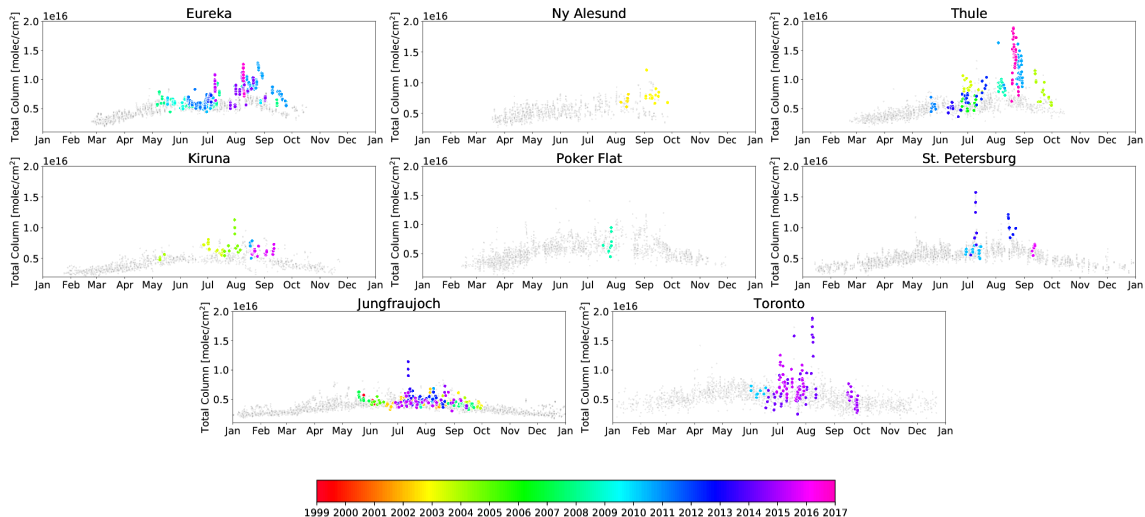 Eureka
1e16
Total Column [molec/cm²]
2.0
1.5
1.0
0.5
Jan Feb Mar Apr May Jun Jul Aug Sep Oct Nov Dec Jan
Ny Alesund
1e16
Total Column [molec/cm²]
2.0
1.5
1.0
0.5
Jan Feb Mar Apr May Jun Jul Aug Sep Oct Nov Dec Jan
Thule
1e16
Total Column [molec/cm²]
2.0
1.5
1.0
0.5
Jan Feb Mar Apr May Jun Jul Aug Sep Oct Nov Dec Jan
Kiruna
1e16
Total Column [molec/cm²]
2.0
1.5
1.0
0.5
Jan Feb Mar Apr May Jun Jul Aug Sep Oct Nov Dec Jan
Poker Flat
1e16
Total Column [molec/cm²]
2.0
1.5
1.0
0.5
Jan Feb Mar Apr May Jun Jul Aug Sep Oct Nov Dec Jan
St. Petersburg
1e16
Total Column [molec/cm²]
2.0
1.5
1.0
0.5
Jan Feb Mar Apr May Jun Jul Aug Sep Oct Nov Dec Jan
Jungfraujoch
1e16
Total Column [molec/cm²]
2.0
1.5
1.0
0.5
Jan Feb Mar Apr May Jun Jul Aug Sep Oct Nov Dec Jan
Toronto
1e16
Total Column [molec/cm²]
2.0
1.5
1.0
0.5
Jan Feb Mar Apr May Jun Jul Aug Sep Oct Nov Dec Jan
1999 2000 2001 2002 2003 2004 2005 2006 2007 2008 2009 2010 2011 2012 2013 2014 2015 2016 2017